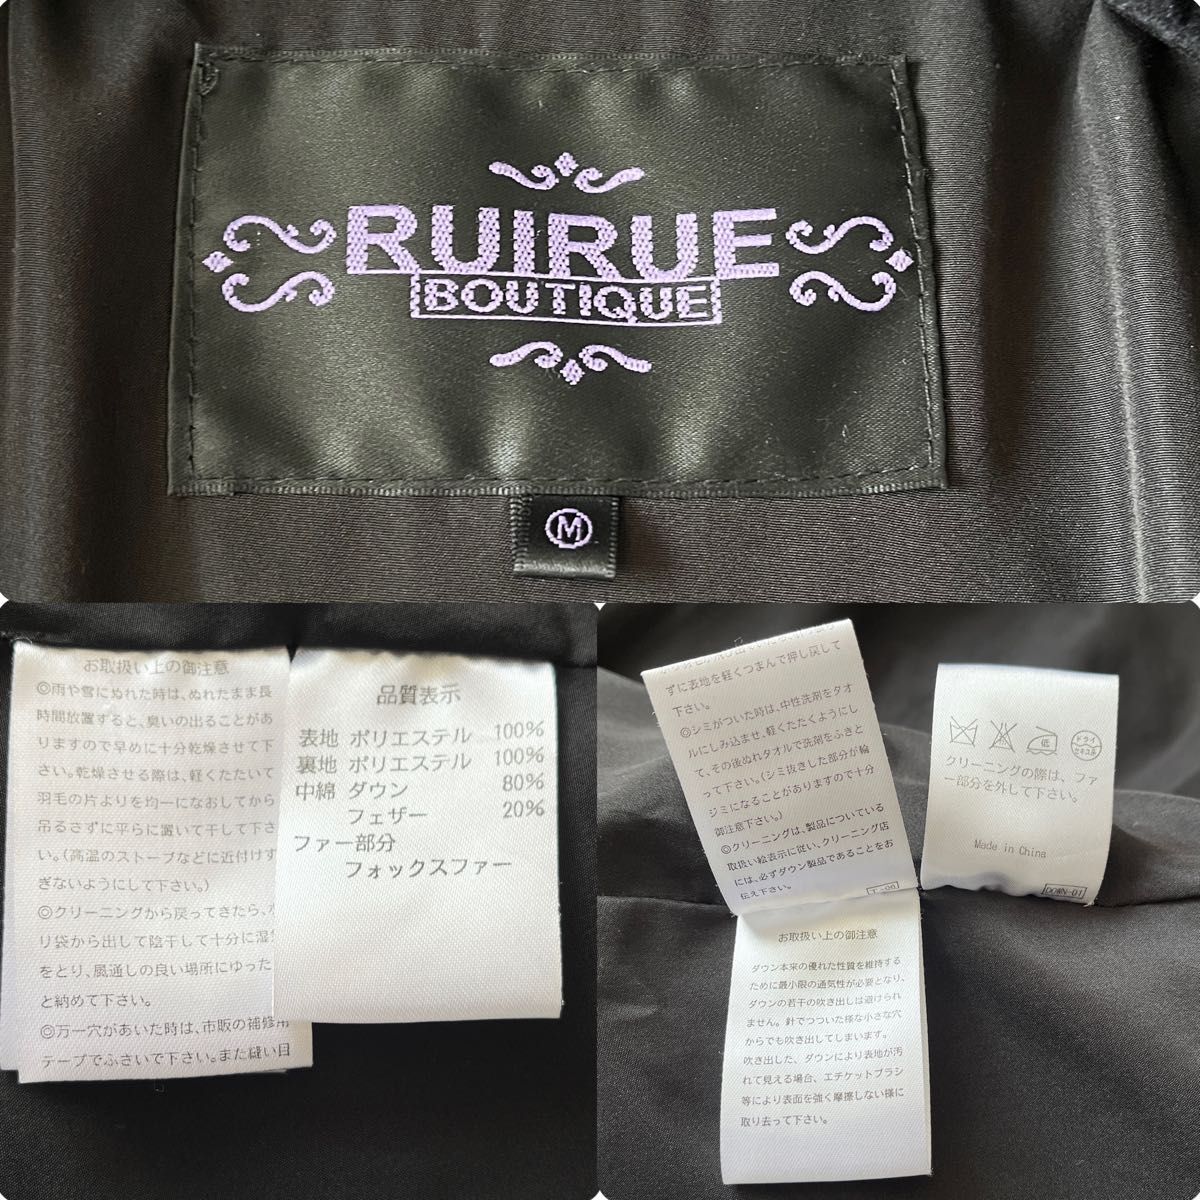 RUIRUE
BOUTIQUE
M
お取扱い上の御注意
◎雨や雪にぬれた時は、ぬれたまま長
時間放置すると、臭いの出ることがあ
りますので早めに十分乾燥させて下
さい。乾燥させる際は、軽くたたいて
羽毛の片よりを均一になおしてから
吊るさずに平らに置いて干して下さ
い。(高温のストーブなどに近付けす
ぎないようにして下さい。)
◎クリーニングから戻ってきたら、
り袋から出して陰干して十分に湿
をとり、風通しの良い場所にゆった
と納めて下さい。
◎万一穴があいた時は、市販の補修用
テープでふさいで下さい。また縫い目
品質表示
表地 ポリエステル 100%
裏地 ポリエステル 100%
中綿 ダウン 80%
フェザー 20%
ファー部分
フォックスファー
ずに表地を軽くつまんで押し戻して
下さい。
◎シミがついた時は、中性洗剤をタオ
ルにしみ込ませ、軽くたたくようにし
て、その後ぬれタオルで洗剤をふきと
って下さい。(シミ抜きした部分が輪
ジミになることがありますので十分
御注意下さい。)
◎クリーニングは、製品についている
取扱い絵表示に従い、クリーニング店
には、必ずダウン製品であることをお
伝え下さい。
T-06
低
ドライ
セキユ系
クリーニングの際は、ファ
ー部分を外して下さい。
Made in China
DOWN-01
お取扱い上の御注意
ダウン本来の優れた性質を維持する
ために最小限の通気性が必要となり、
ダウンの若干の吹き出しは避けられ
ません。針でつついた様な小さな穴
からでも吹き出してしまいます。
吹き出した、ダウンにより表地が汚
れて見える場合、エチケットブラシ
等により表面を強く摩擦しない様に
取り去って下さい。